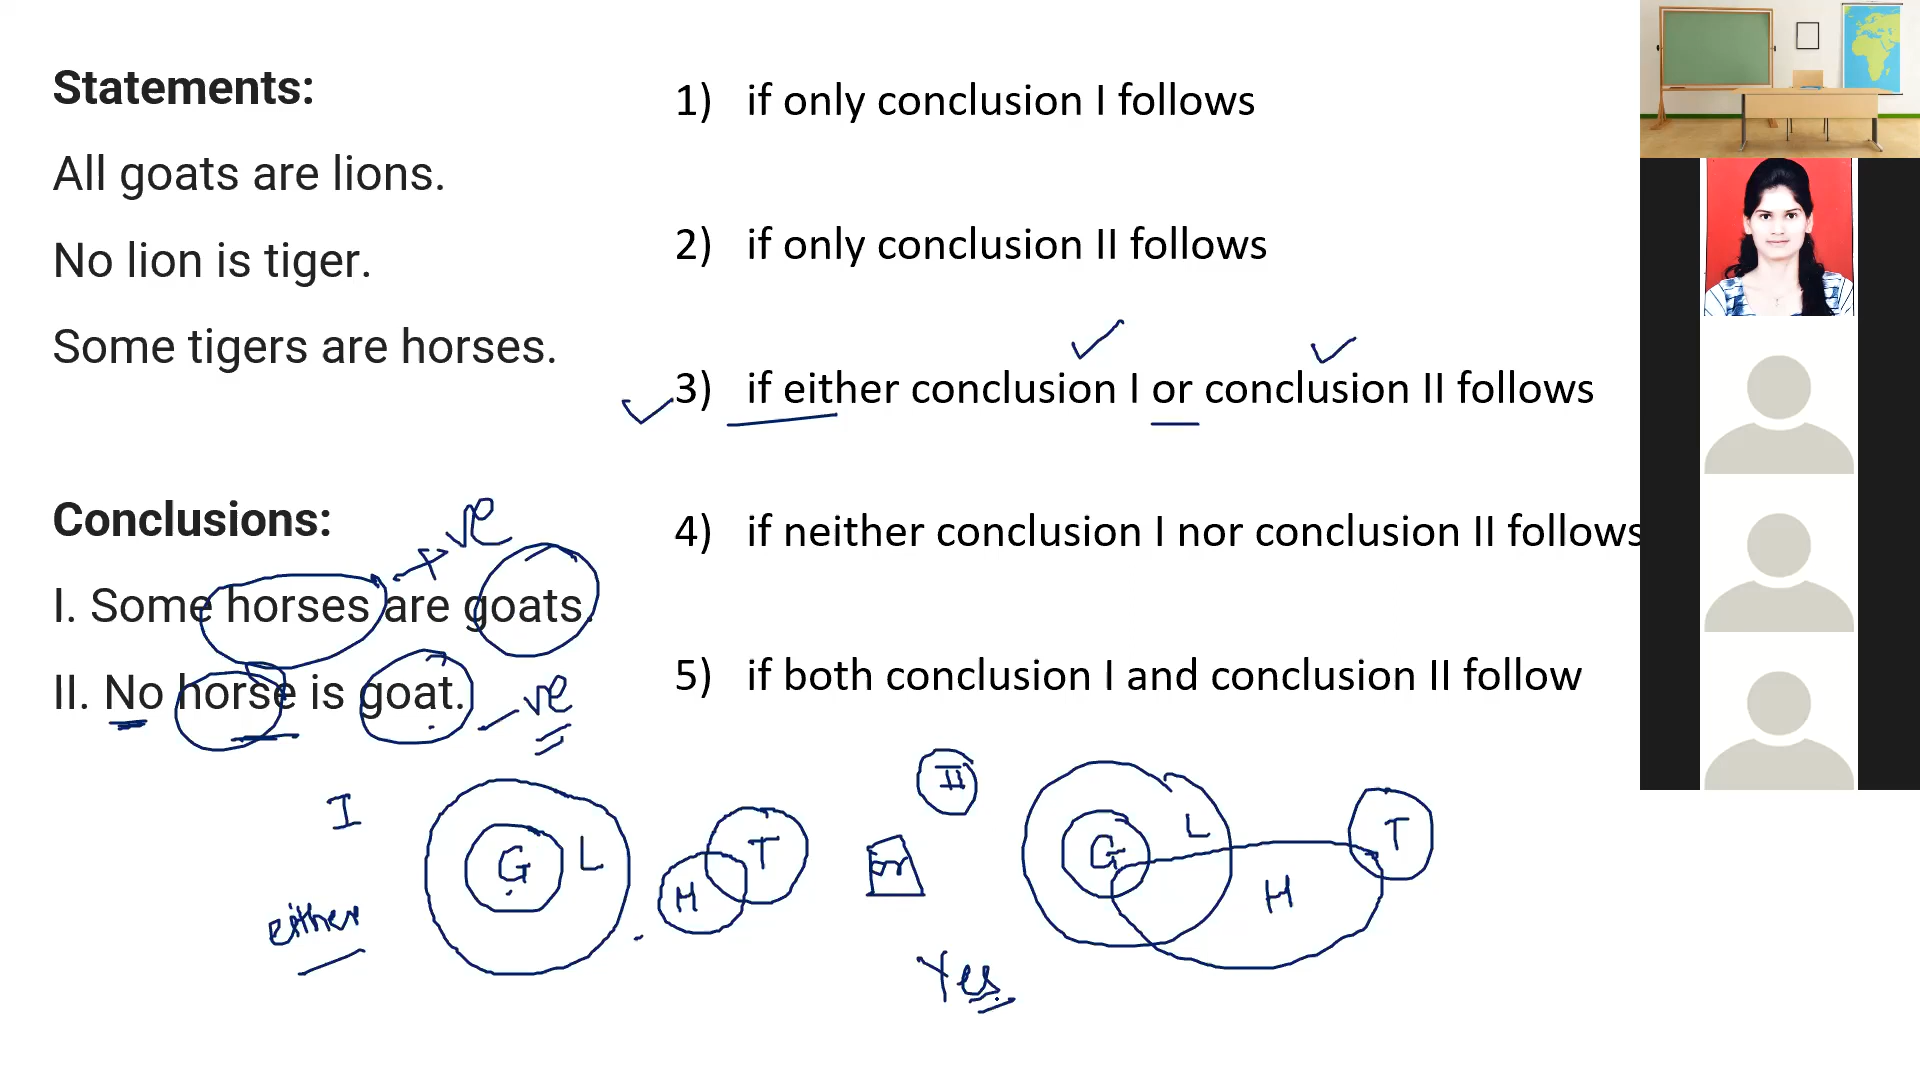 Statements:
All goats are lions.
No lion is tiger.
Some tigers are horses.
Conclusions:
I. Some horses are goats.
II. No horse is goat.
1) if only conclusion I follows
2) if only conclusion II follows
3) if either conclusion I or conclusion II follows
4) if neither conclusion I nor conclusion II follows
5) if both conclusion I and conclusion II follow
+ve
-ve
I
either
G L
H T
or
II
G L
H T
Yes